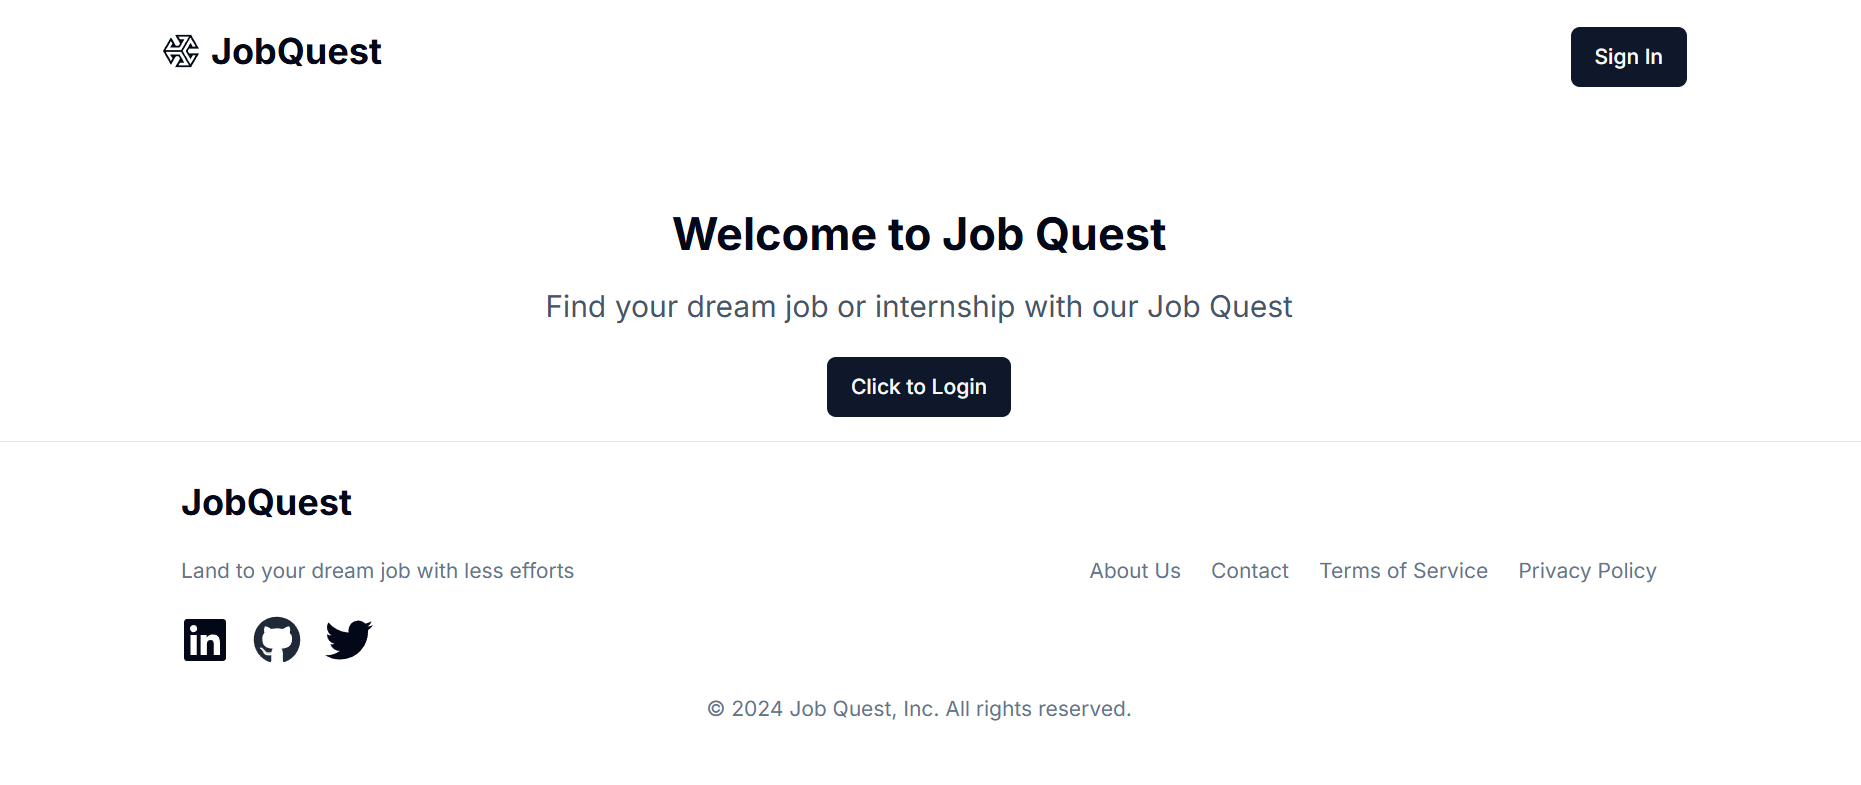 JobQuest
Sign In
Welcome to Job Quest
Find your dream job or internship with our Job Quest
Click to Login
JobQuest
Land to your dream job with less efforts
About Us Contact Terms of Service Privacy Policy
in
© 2024 Job Quest, Inc. All rights reserved.